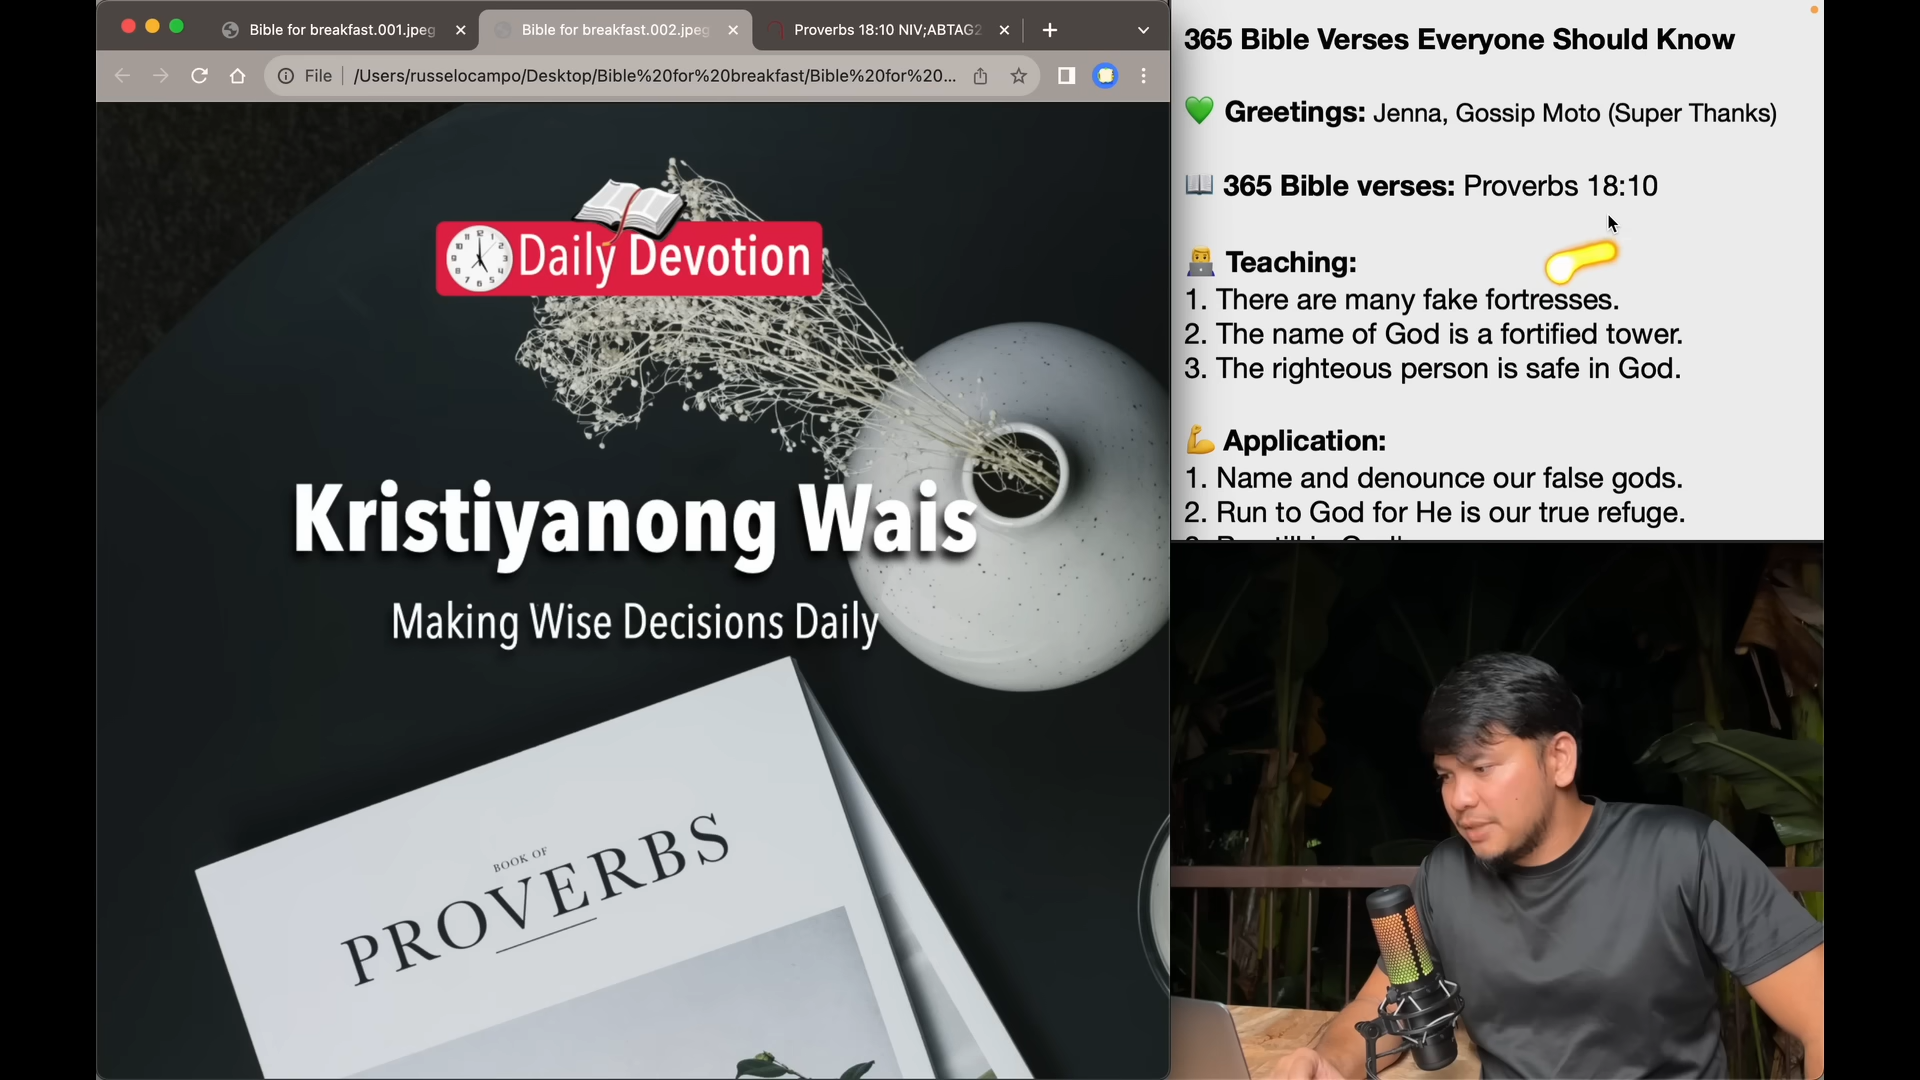 Bible for breakfast.001.jpeg
Bible for breakfast.002.jpeg
Proverbs 18:10 NIV;ABTAG2
File
/Users/russelocampo/Desktop/Bible%20for%20breakfast/Bible%20for%20...
Daily Devotion
Kristiyanong Wais
Making Wise Decisions Daily
BOOK OF
PROVERBS
365 Bible Verses Everyone Should Know
Greetings: Jenna, Gossip Moto (Super Thanks)
365 Bible verses: Proverbs 18:10
Teaching:
1. There are many fake fortresses.
2. The name of God is a fortified tower.
3. The righteous person is safe in God.
Application:
1. Name and denounce our false gods.
2. Run to God for He is our true refuge.